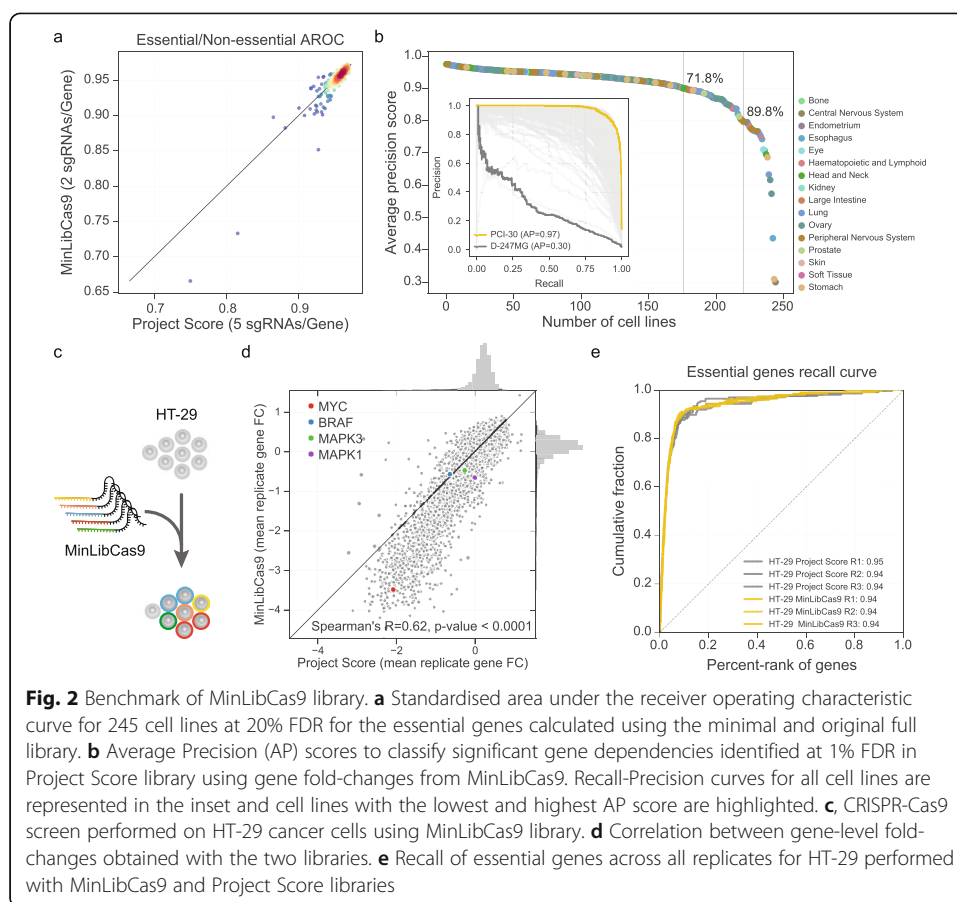 a
Essential/Non-essential AROC
MinLibCas9 (2 sgRNAs/Gene)
0.95
0.90
0.85
0.80
0.75
0.70
0.65
0.7
0.8
0.9
Project Score (5 sgRNAs/Gene)
b
Average precision score
1.0
0.9
0.8
0.7
0.6
0.5
0.4
0.3
71.8%
89.8%
Precision
1.0
0.8
0.6
0.4
0.2
0.0
PCI-30 (AP=0.97)
D-247MG (AP=0.30)
0.00
0.25
0.50
0.75
1.00
Recall
0
50
100
150
200
250
Number of cell lines
Bone
Central Nervous System
Endometrium
Esophagus
Eye
Haematopoietic and Lymphoid
Head and Neck
Kidney
Large Intestine
Lung
Ovary
Peripheral Nervous System
Prostate
Skin
Soft Tissue
Stomach
c
HT-29
MinLibCas9
d
MinLibCas9 (mean replicate gene FC)
1
0
−1
−2
−3
−4
MYC
BRAF
MAPK3
MAPK1
Spearman's R=0.62, p-value < 0.0001
−4
−2
0
Project Score (mean replicate gene FC)
e
Essential genes recall curve
Cumulative fraction
1.0
0.8
0.6
0.4
0.2
0.0
HT-29 Project Score R1: 0.95
HT-29 Project Score R2: 0.94
HT-29 Project Score R3: 0.94
HT-29 MinLibCas9 R1: 0.94
HT-29 MinLibCas9 R2: 0.94
HT-29 MinLibCas9 R3: 0.94
0.0
0.2
0.4
0.6
0.8
1.0
Percent-rank of genes
Fig. 2 Benchmark of MinLibCas9 library. a Standardised area under the receiver operating characteristic
curve for 245 cell lines at 20% FDR for the essential genes calculated using the minimal and original full
library. b Average Precision (AP) scores to classify significant gene dependencies identified at 1% FDR in
Project Score library using gene fold-changes from MinLibCas9. Recall-Precision curves for all cell lines are
represented in the inset and cell lines with the lowest and highest AP score are highlighted. c, CRISPR-Cas9
screen performed on HT-29 cancer cells using MinLibCas9 library. d Correlation between gene-level fold-
changes obtained with the two libraries. e Recall of essential genes across all replicates for HT-29 performed
with MinLibCas9 and Project Score libraries